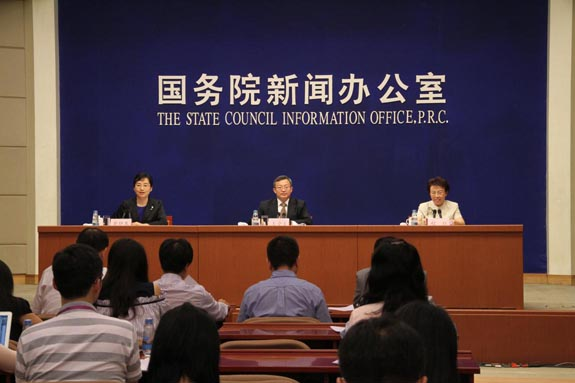 国务院新闻办公室
THE STATE COUNCIL INFORMATION OFFICE, P.R.C.